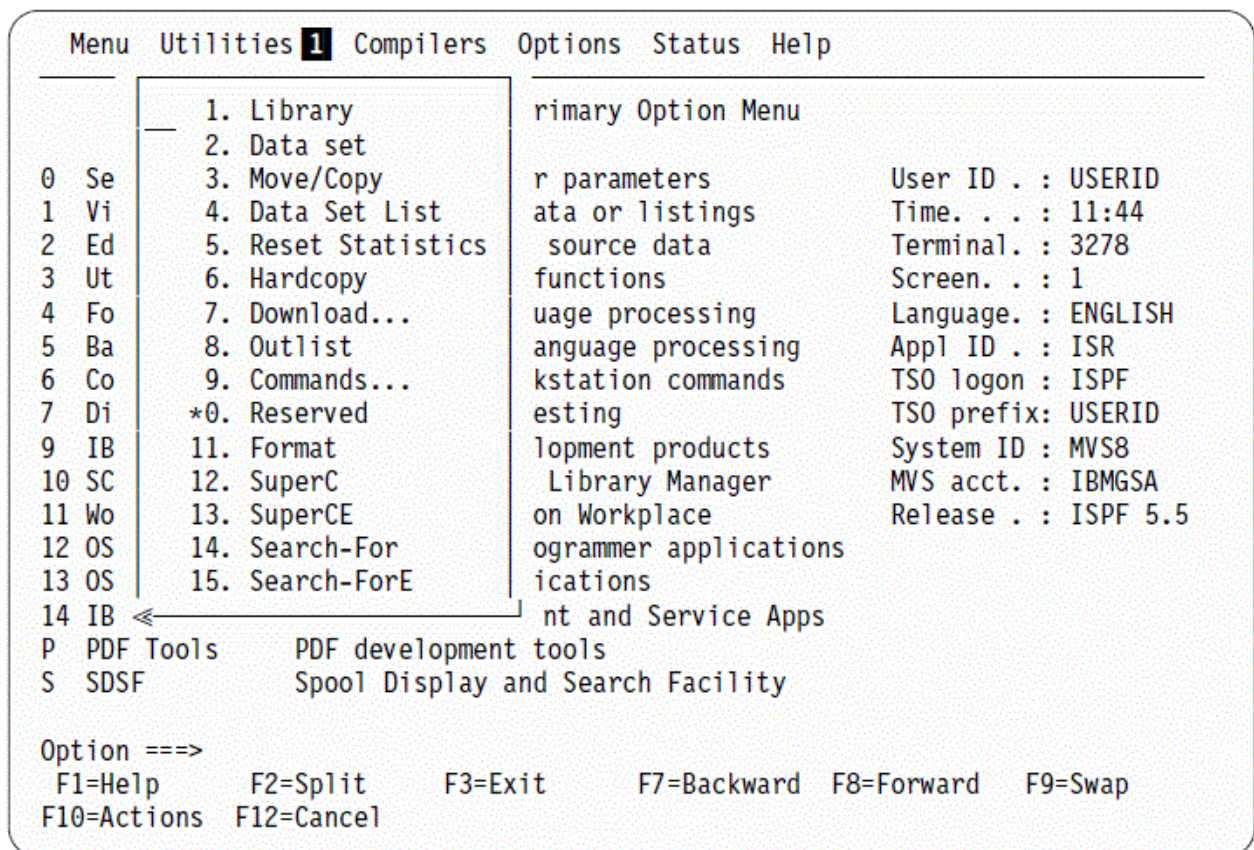 Menu Utilities 1 Compilers Options Status Help
1. Library rimary Option Menu
2. Data set
0 Se 3. Move/Copy r parameters User ID . : USERID
1 Vi 4. Data Set List ata or listings Time. . . : 11:44
2 Ed 5. Reset Statistics source data Terminal. : 3278
3 Ut 6. Hardcopy functions Screen. . : 1
4 Fo 7. Download... uage processing Language. : ENGLISH
5 Ba 8. Outlist anguage processing Appl ID . : ISR
6 Co 9. Commands... kstation commands TSO logon : ISPF
7 Di *0. Reserved esting TSO prefix: USERID
9 IB 11. Format lopment products System ID : MVS8
10 SC 12. SuperC Library Manager MVS acct. : IBMGSA
11 Wo 13. SuperCE on Workplace Release . : ISPF 5.5
12 OS 14. Search-For ogrammer applications
13 OS 15. Search-ForE ications
14 IB nt and Service Apps
P PDF Tools PDF development tools
S SDSF Spool Display and Search Facility
Option ===>
F1=Help F2=Split F3=Exit F7=Backward F8=Forward F9=Swap
F10=Actions F12=Cancel